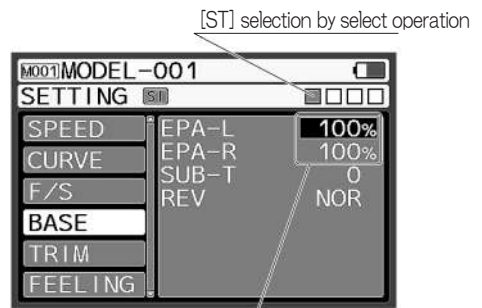 [ST] selection by select operation
M001 MODEL-001
SETTING ST
SPEED
CURVE
F/S
BASE
TRIM
FEELING
EPA-L 100%
EPA-R 100%
SUB-T 0
REV NOR